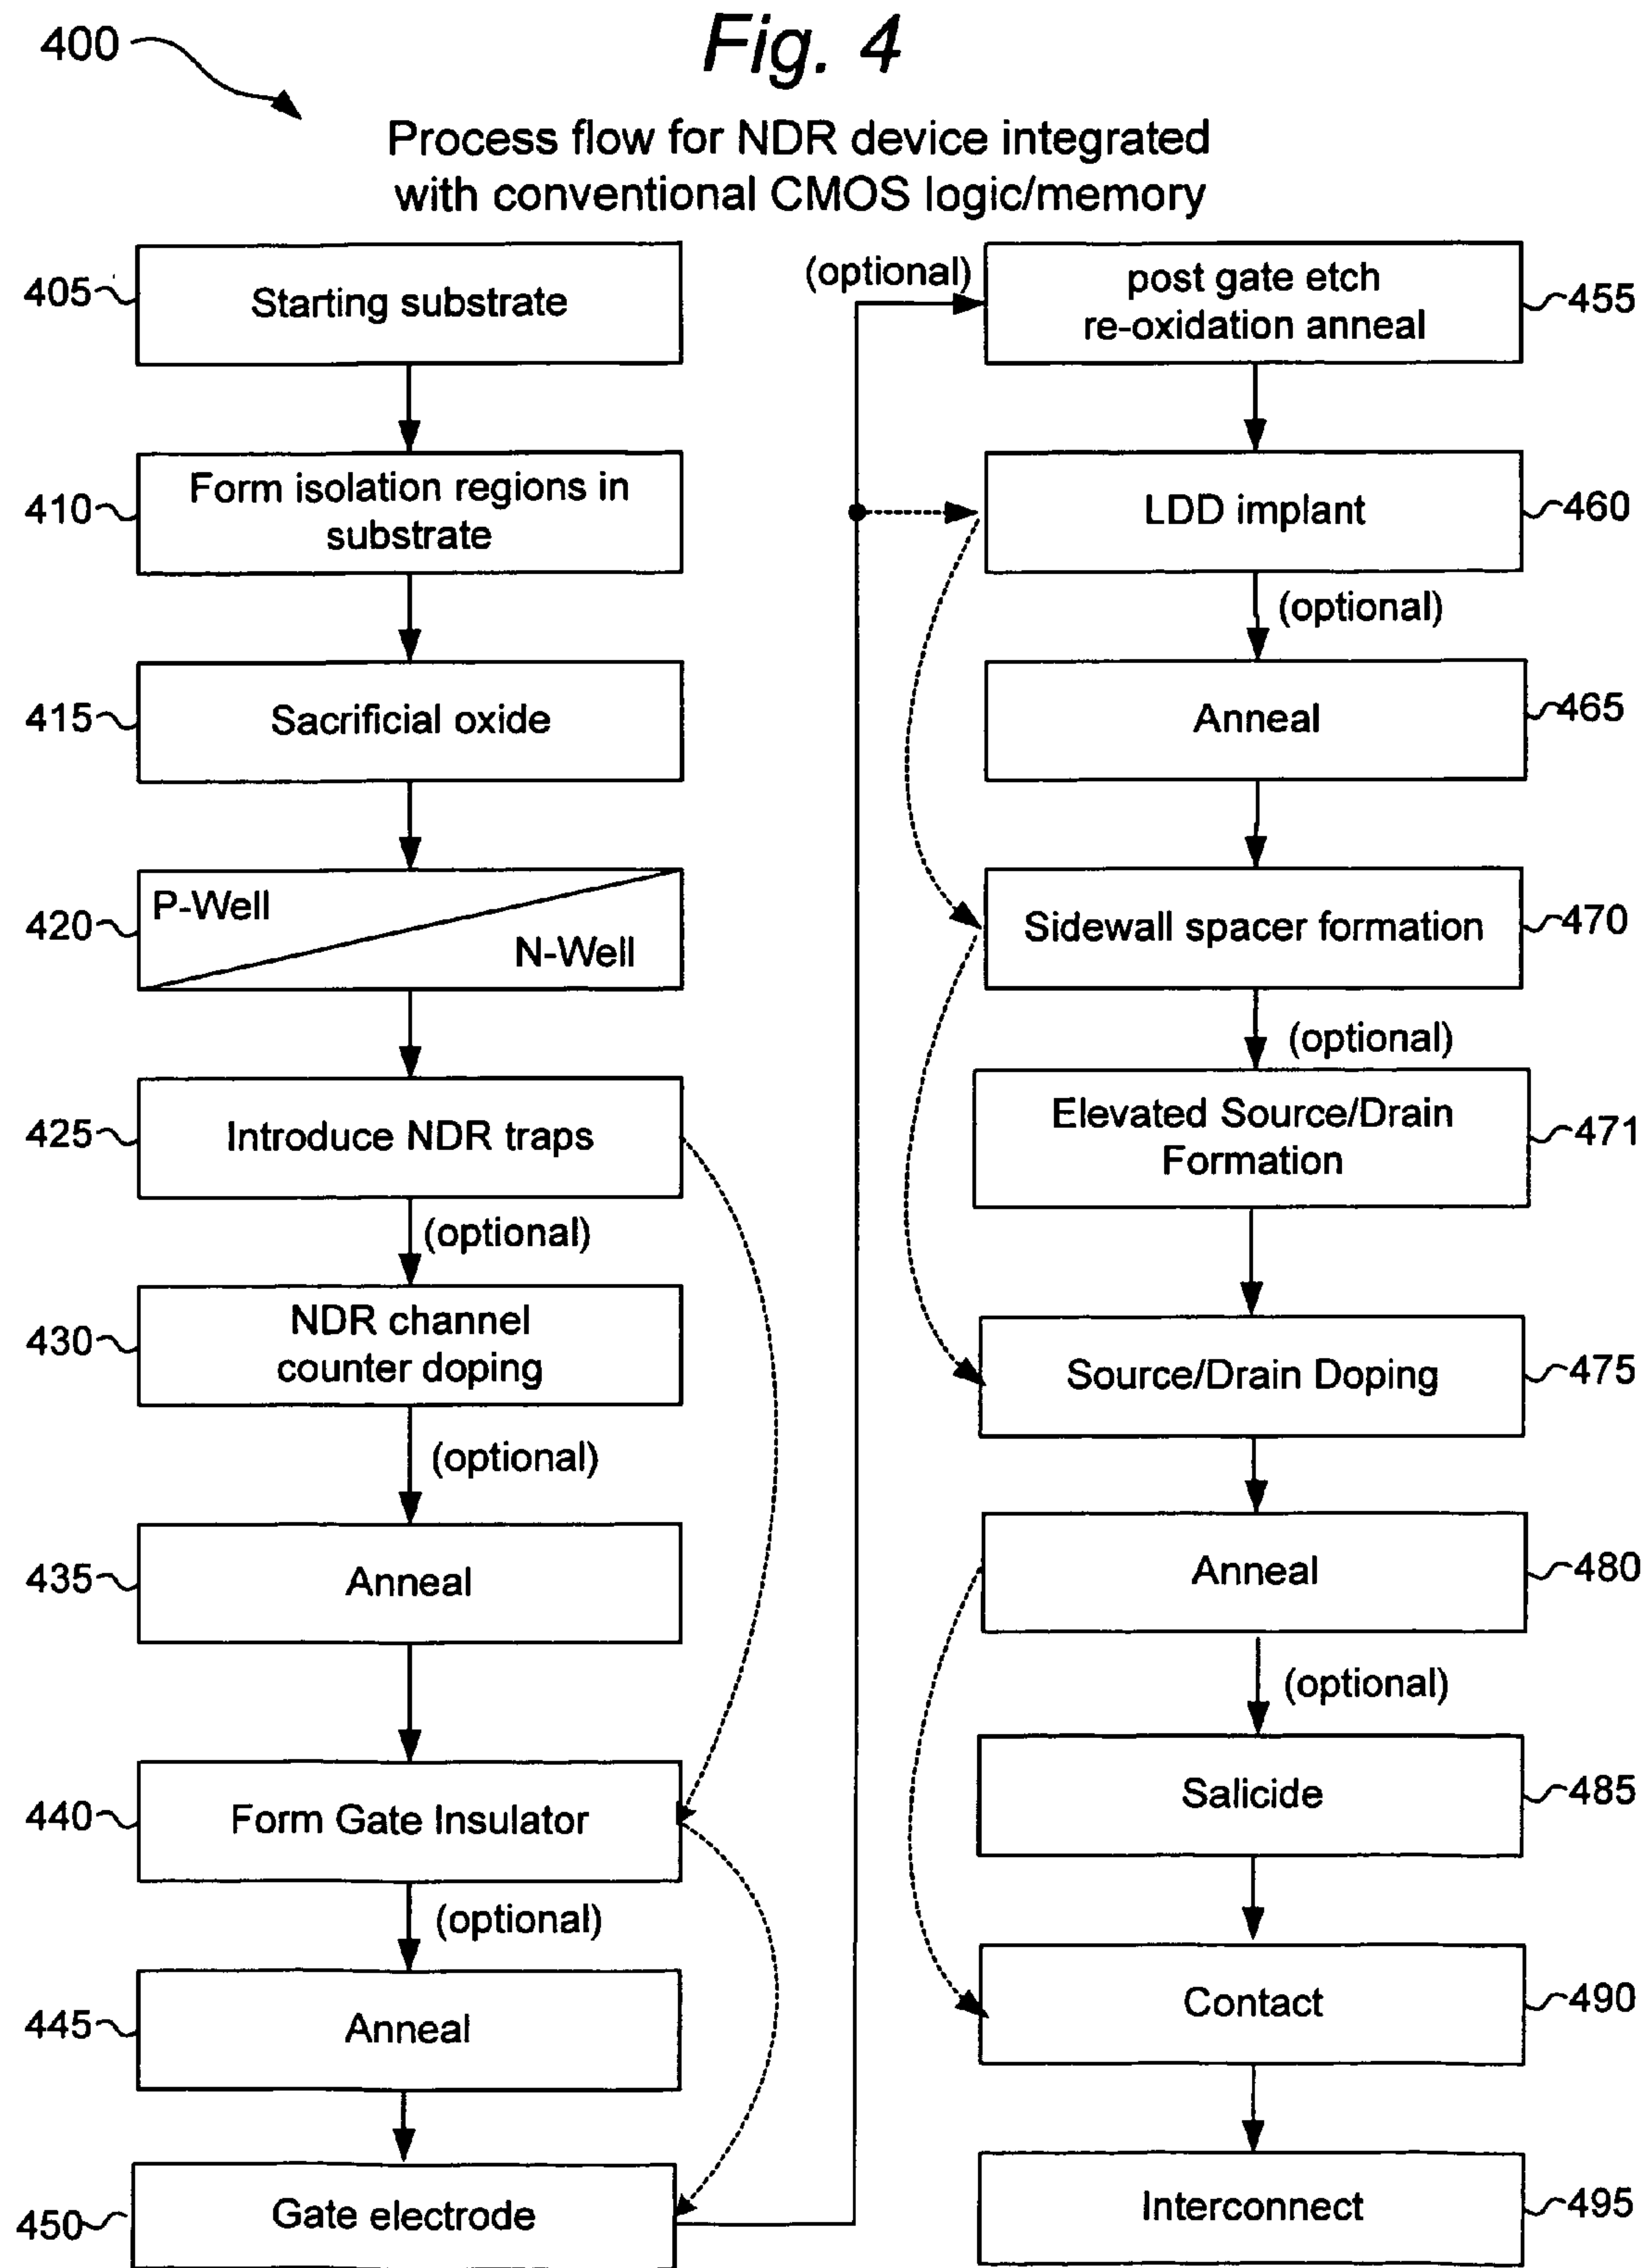 400
Fig. 4
Process flow for NDR device integrated
with conventional CMOS logic/memory
405
Starting substrate
410
Form isolation regions in
substrate
415
Sacrificial oxide
420
P-Well
N-Well
425
Introduce NDR traps
(optional)
430
NDR channel
counter doping
(optional)
435
Anneal
440
Form Gate Insulator
(optional)
445
Anneal
450
Gate electrode
(optional)
post gate etch
re-oxidation anneal
455
LDD implant
460
(optional)
Anneal
465
Sidewall spacer formation
470
(optional)
Elevated Source/Drain
Formation
471
Source/Drain Doping
475
Anneal
480
(optional)
Salicide
485
Contact
490
Interconnect
495